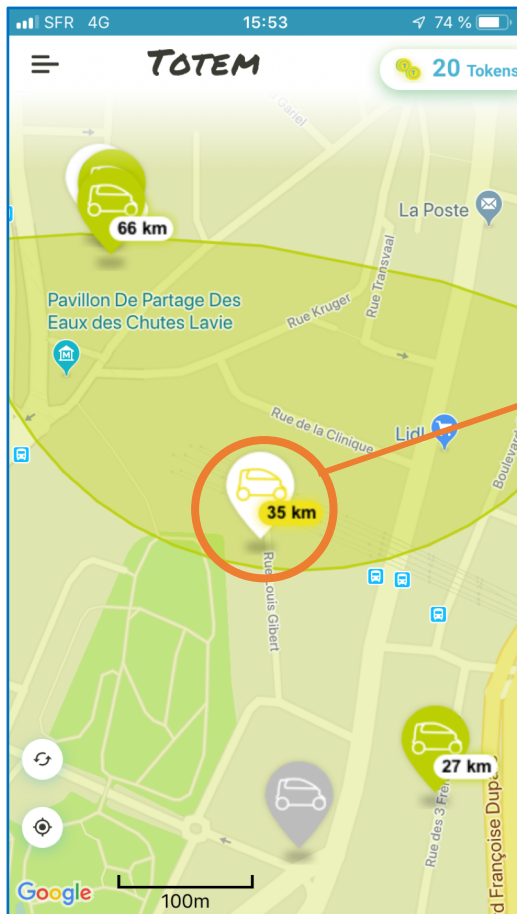 SFR 4G 15:53 74 %
TOTEM
20 Tokens
Gariel
La Poste
66 km
Rue Transvaal
Pavillon De Partage Des
Eaux des Chutes Lavie
Rue Kruger
Rue de la Clinique
Lidl
Boulevard
35 km
Rue Louis Gibert
27 km
Rue des 3 Frè
d Françoise Dupa
Google
100m